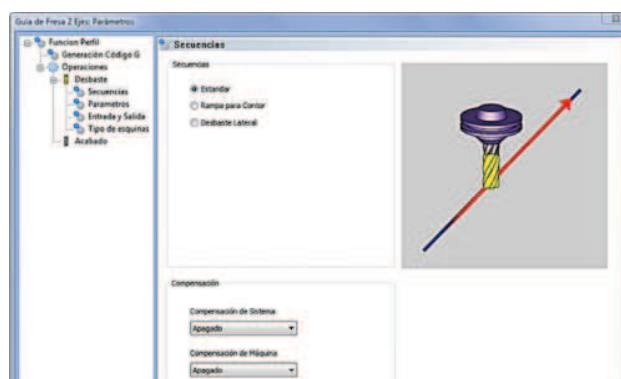 Guia de Fresa 2 Ejes: Parámetros
Funcion Perfil
Generación Código G
Operaciones
Desbaste
Secuencias
Parametros
Entrada y Salida
Tipo de esquinas
Acabado
Secuencias
Secuencias
Estandar
Rampa para Contor
Desbaste Lateral
Compensación
Compensación de Sistema
Apagado
Compensación de Máquina
Apagado